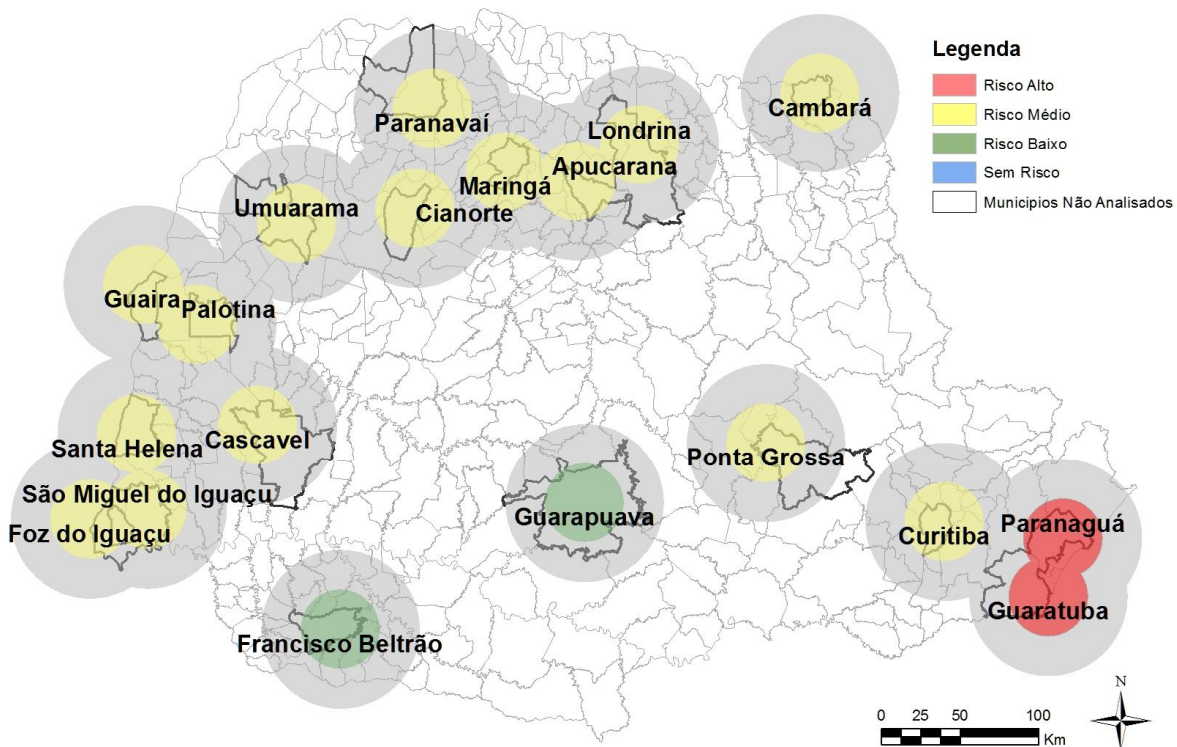 Legenda
Risco Alto
Risco Médio
Risco Baixo
Sem Risco
Municipios Não Analisados
Cambará
Paranavaí
Londrina
Apucarana
Maringá
Umuarama
Cianorte
Guaira
Palotina
Santa Helena
Cascavel
Ponta Grossa
São Miguel do Iguaçu
Foz do Iguaçu
Guarapuava
Curitiba
Paranaguá
Guaratuba
Francisco Beltrão
N
0 25 50 100
Km